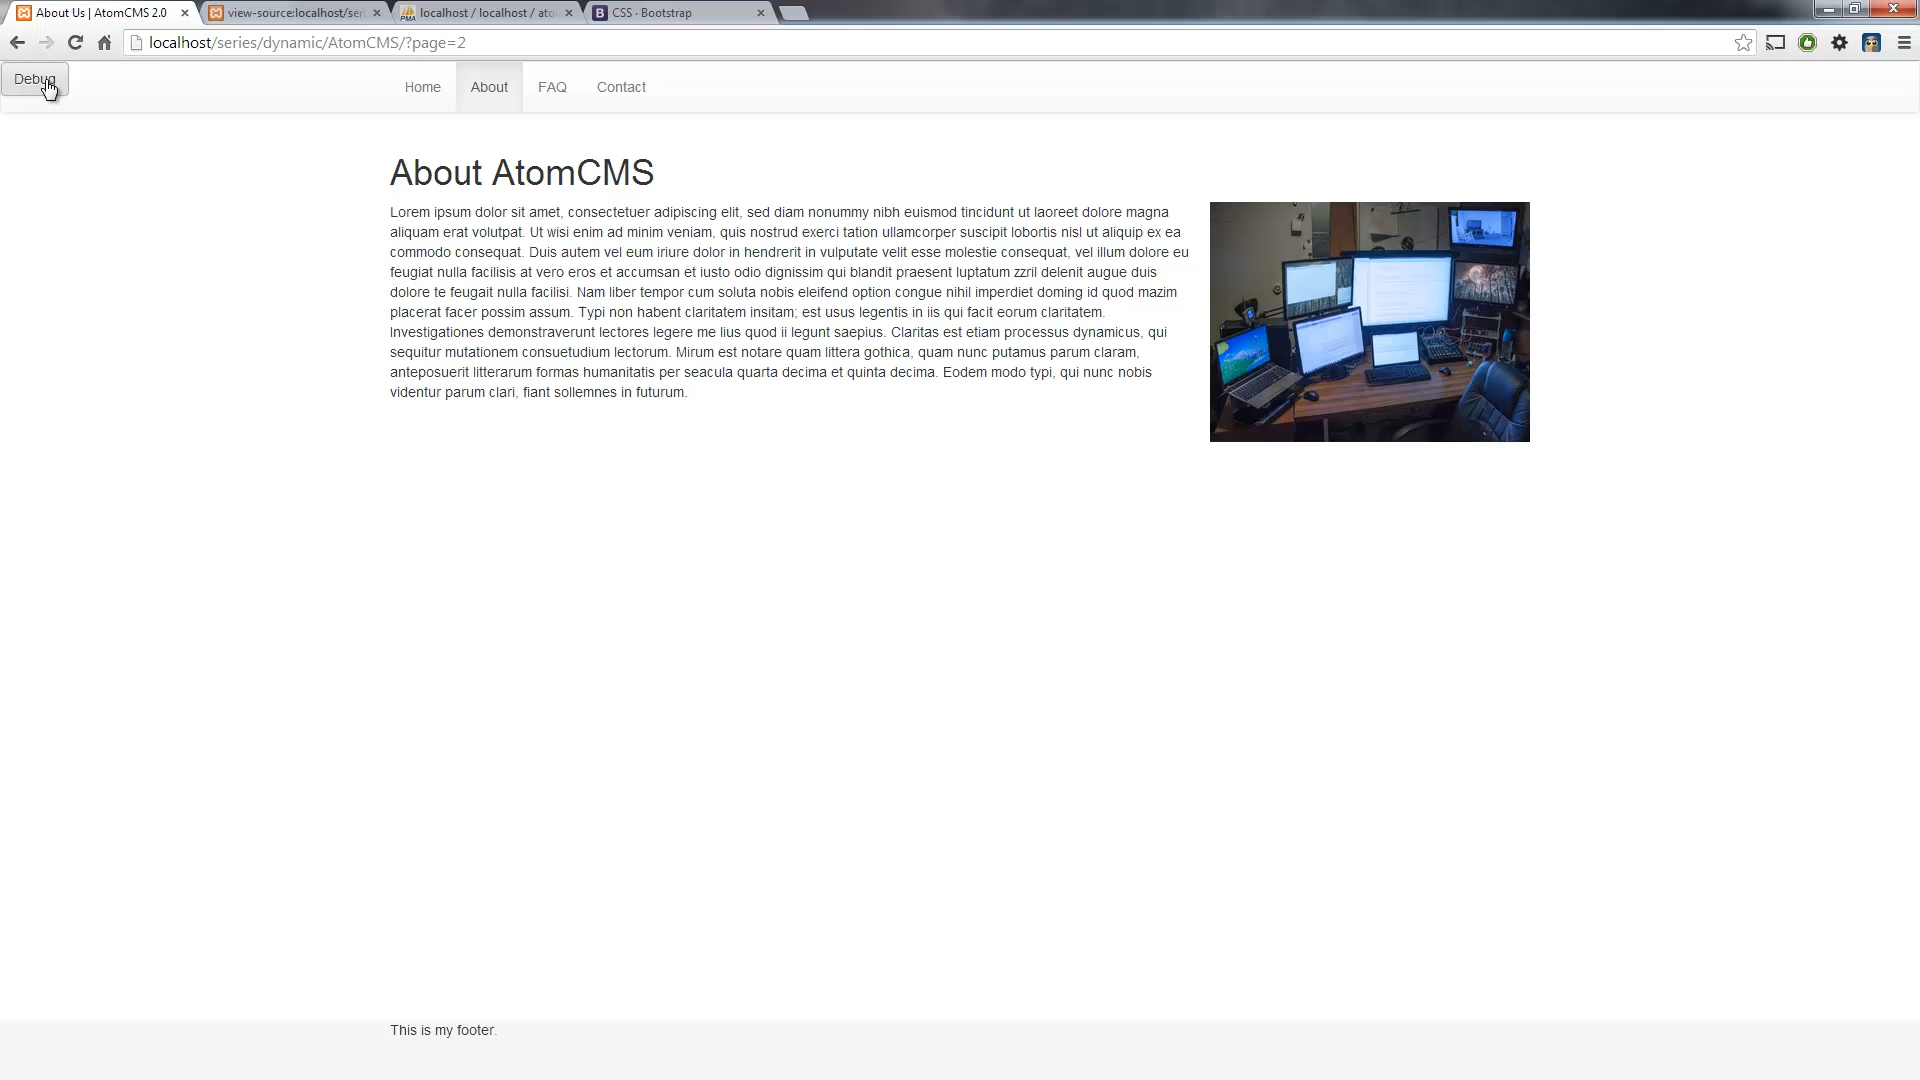 About Us | AtomCMS 2.0
view-source:localhost/seri
localhost / localhost / ato
CSS · Bootstrap
localhost/series/dynamic/AtomCMS/?page=2
Debug
Home
About
FAQ
Contact
About AtomCMS
Lorem ipsum dolor sit amet, consectetuer adipiscing elit, sed diam nonummy nibh euismod tincidunt ut laoreet dolore magna
aliquam erat volutpat. Ut wisi enim ad minim veniam, quis nostrud exerci tation ullamcorper suscipit lobortis nisl ut aliquip ex ea
commodo consequat. Duis autem vel eum iriure dolor in hendrerit in vulputate velit esse molestie consequat, vel illum dolore eu
feugiat nulla facilisis at vero eros et accumsan et iusto odio dignissim qui blandit praesent luptatum zzril delenit augue duis
dolore te feugait nulla facilisi. Nam liber tempor cum soluta nobis eleifend option congue nihil imperdiet doming id quod mazim
placerat facer possim assum. Typi non habent claritatem insitam; est usus legentis in iis qui facit eorum claritatem.
Investigationes demonstraverunt lectores legere me lius quod ii legunt saepius. Claritas est etiam processus dynamicus, qui
sequitur mutationem consuetudium lectorum. Mirum est notare quam littera gothica, quam nunc putamus parum claram,
anteposuerit litterarum formas humanitatis per seacula quarta decima et quinta decima. Eodem modo typi, qui nunc nobis
videntur parum clari, fiant sollemnes in futurum.
This is my footer.